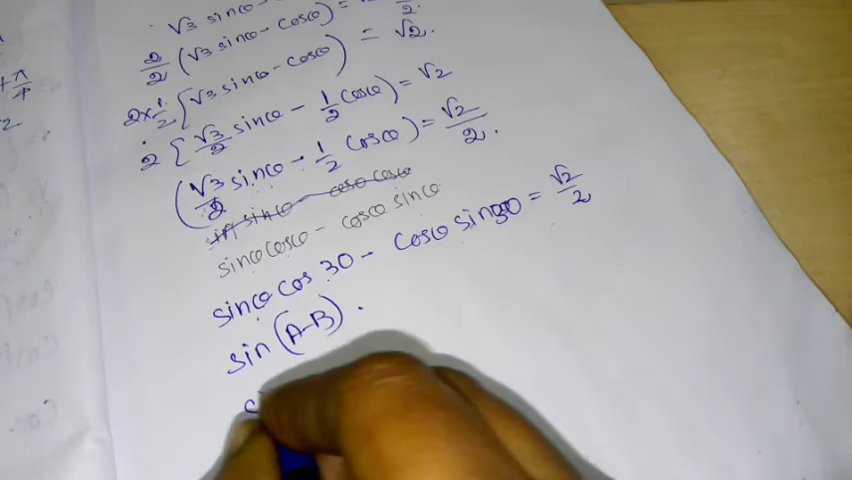 √3 sinθ -
2/2 (√3 sinθ - cosθ) =
2×1/2 [√3 sinθ - cosθ) = √2.
2 [√3/2 sinθ - 1/2 cosθ) = √2
(√3/2 sinθ - 1/2 cosθ) = √2/2.
sinθ cosθ - cosθ sinθ
sinθ cos 30 - cosθ sin30 = √2/2
sin(A-B).